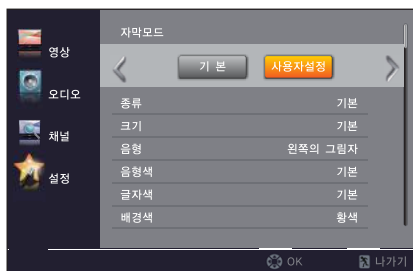 자막모드
영상
오디오
채널
설정
기 본 사용자설정
종류 기본
크기 기본
음형 왼쪽의 그림자
음형색 기본
글자색 기본
배경색 황색
OK 나가기